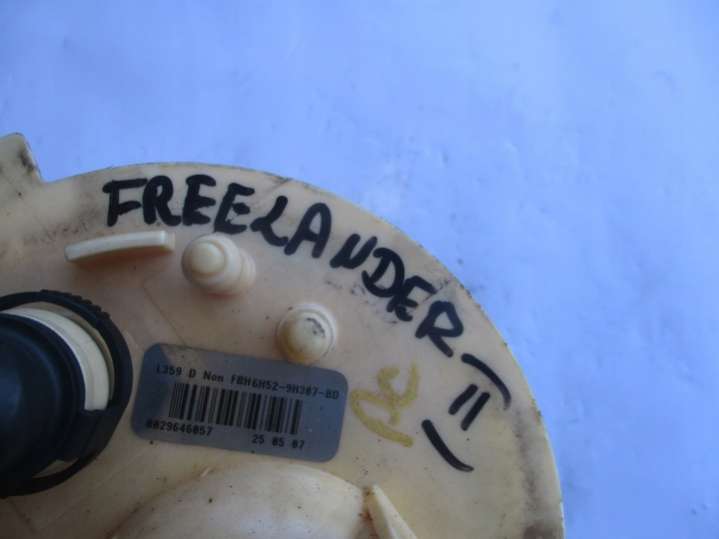 FREELANDER II
L359 D Non FBH6H52-9H307-BD
0029646057
25 05 07